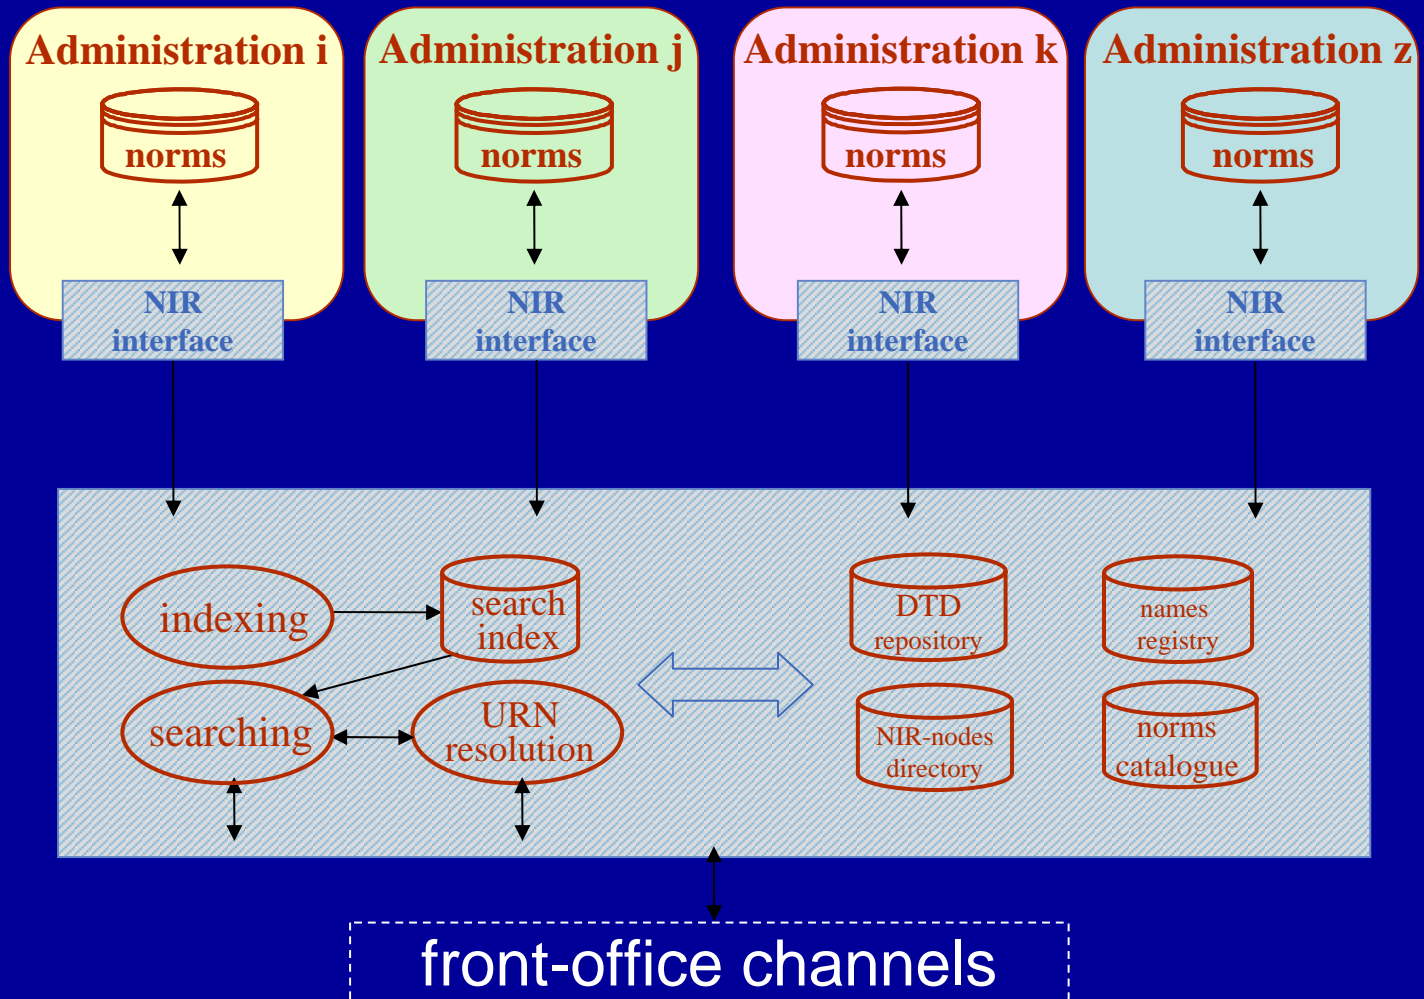 Administration i
Administration j
Administration k
Administration z
norms
norms
norms
norms
NIR
interface
NIR
interface
NIR
interface
NIR
interface
indexing
search
index
DTD
repository
names
registry
searching
URN
resolution
NIR-nodes
directory
norms
catalogue
front-office channels